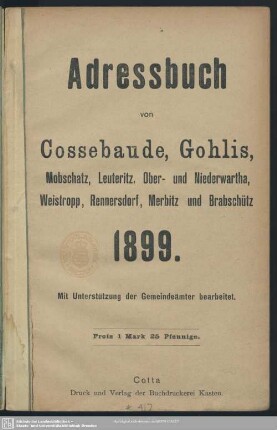 Adressbuch
von
Cossebaude, Gohlis,
Mobschatz, Leuteritz. Ober- und Niederwartha,
Weistropp, Rennersdorf, Merbitz und Brabschütz
1899.
Mit Unterstützung der Gemeindeämter bearbeitet.
Preis 1 Mark 25 Pfennige.
Cotta
Druck und Verlag der Buchdruckerei Kasten.